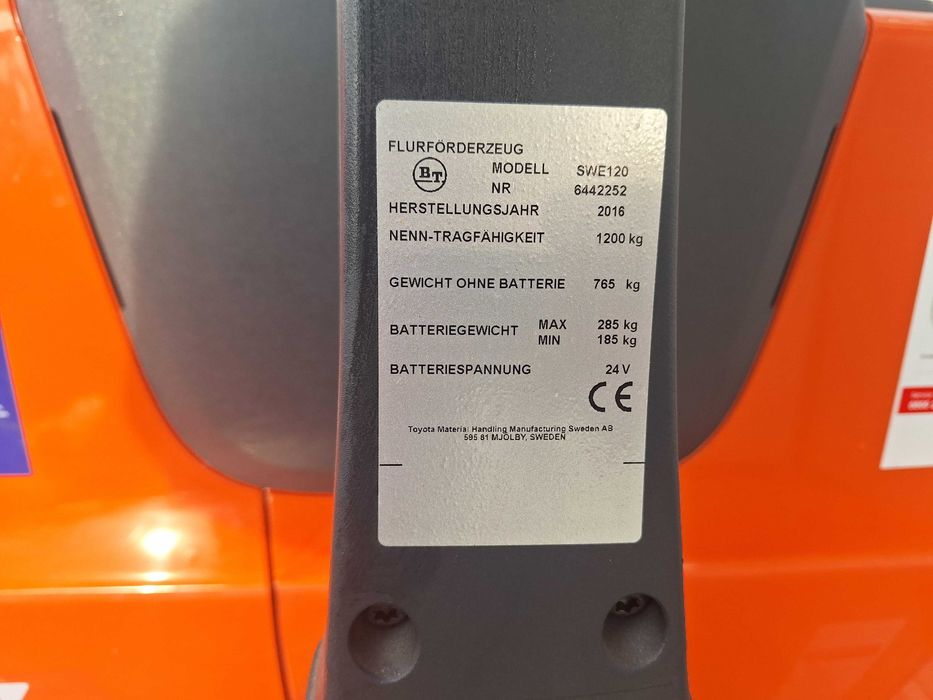 FLURFÖRDERZEUG
BT
MODELL SWE120
NR 6442252
HERSTELLUNGSJAHR 2016
NENN-TRAGFÄHIGKEIT 1200 kg
GEWICHT OHNE BATTERIE 765 kg
BATTERIEGEWICHT MAX 285 kg
MIN 185 kg
BATTERIESPANNUNG 24 V
CE
Toyota Material Handling Manufacturing Sweden AB
595 81 MJÖLBY, SWEDEN